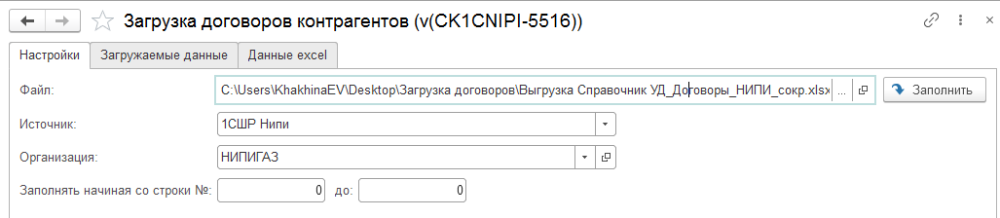 Загрузка договоров контрагентов (v(CK1CNIPI-5516))
Настройки Загружаемые данные Данные excel
Файл: C:\Users\KhakhinaEV\Desktop\Загрузка договоров\Выгрузка Справочник УД_Договоры_НИПИ_сокр.xlsx ... Заполнить
Источник: 1СШР Нипи
Организация: НИПИГАЗ
Заполнять начиная со строки №: 0 до: 0